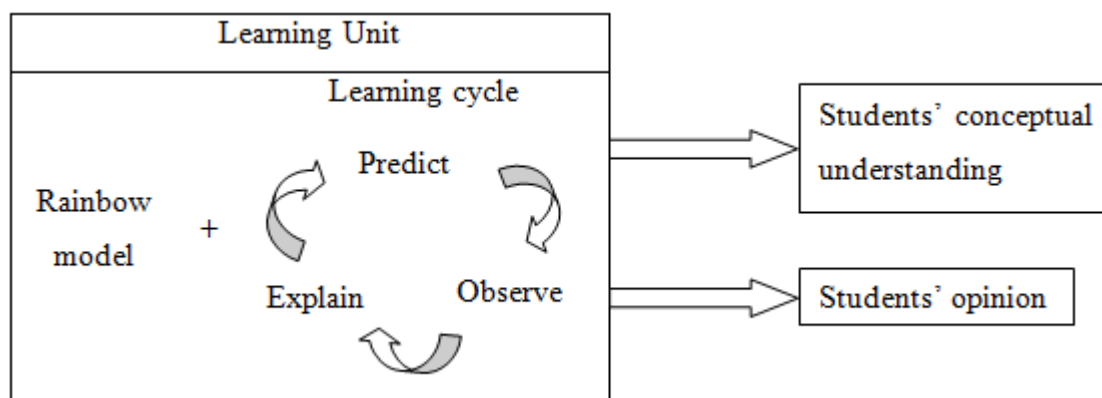 Learning Unit
Learning cycle
Predict
Rainbow
model
+
Explain
Observe
Students’ conceptual
understanding
Students’ opinion